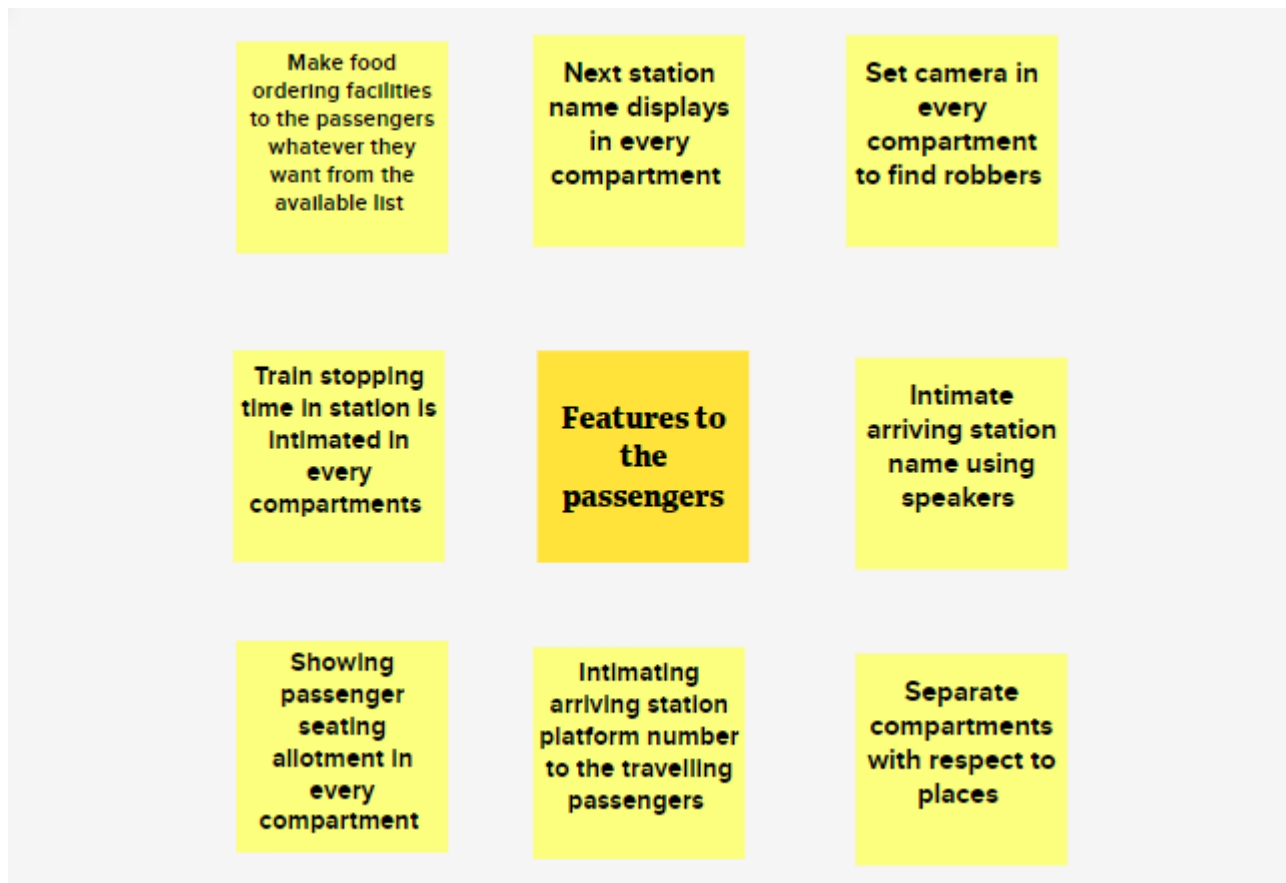 Make food
ordering facilities
to the passengers
whatever they
want from the
available list
Next station
name displays
in every
compartment
Set camera in
every
compartment
to find robbers
Train stopping
time in station is
intimated in
every
compartments
Features to
the
passengers
Intimate
arriving station
name using
speakers
Showing
passenger
seating
allotment in
every
compartment
Intimating
arriving station
platform number
to the travelling
passengers
Separate
compartments
with respect to
places